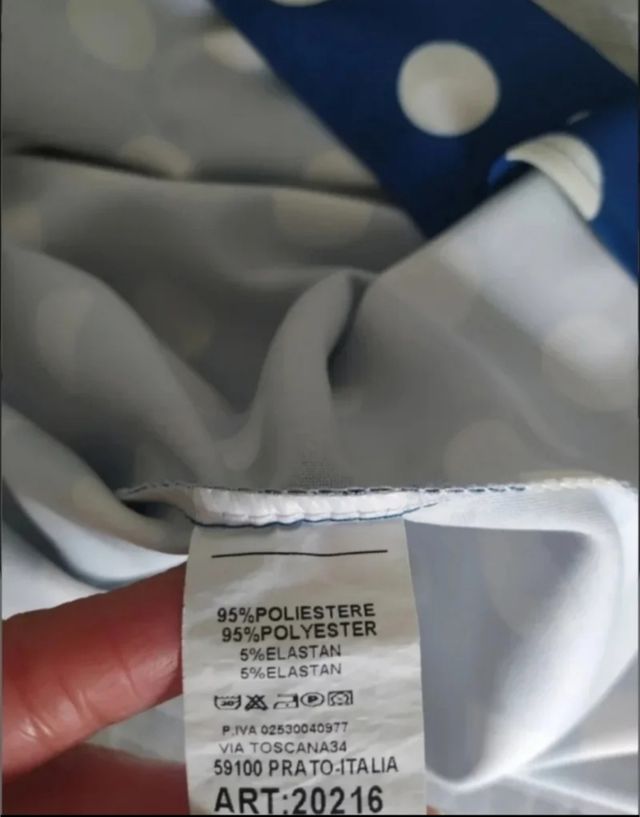 95%POLIESTERE
95%POLYESTER
5%ELASTAN
5%ELASTAN
P.IVA 02530040977
VIA TOSCANA34
59100 PRATO-ITALIA
ART:20216